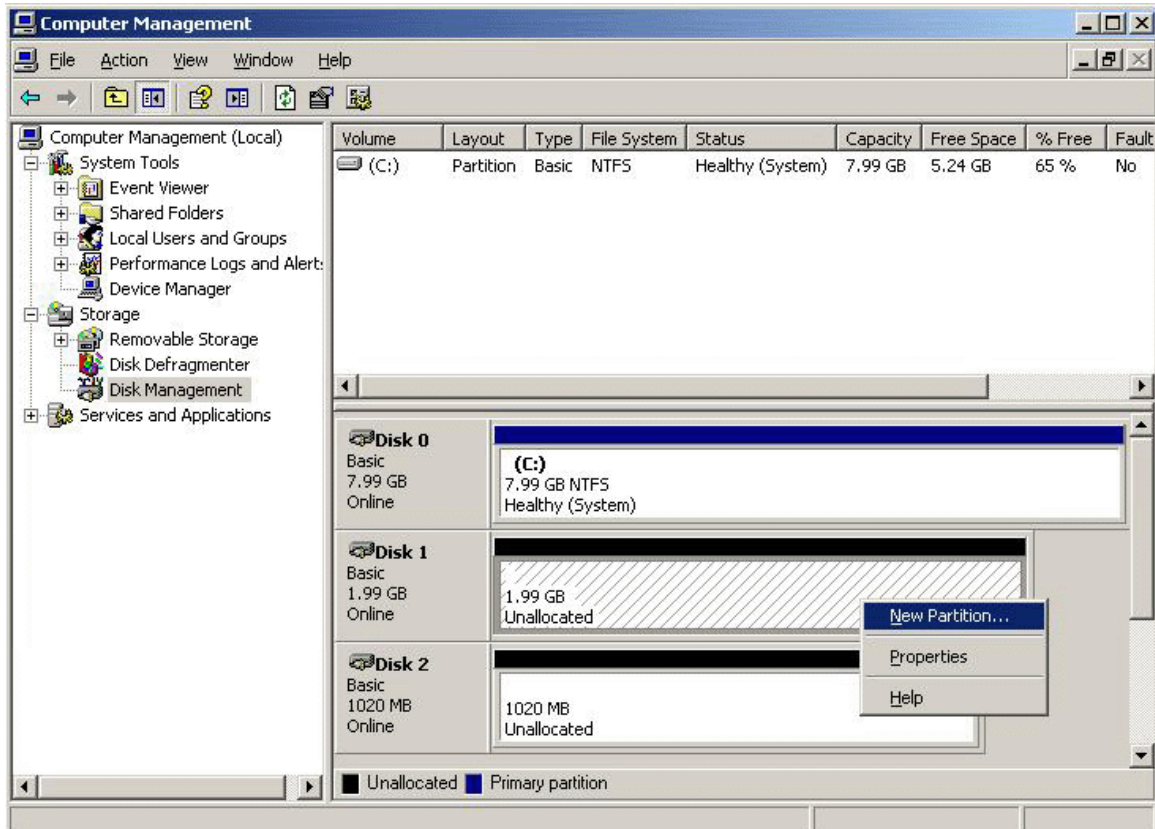 Computer Management
File Action View Window Help
Computer Management (Local)
System Tools
Event Viewer
Shared Folders
Local Users and Groups
Performance Logs and Alert
Device Manager
Storage
Removable Storage
Disk Defragmenter
Disk Management
Services and Applications
Volume Layout Type File System Status Capacity Free Space % Free Fault
(C:) Partition Basic NTFS Healthy (System) 7.99 GB 5.24 GB 65 % No
Disk 0
Basic
7.99 GB
Online
(C:)
7.99 GB NTFS
Healthy (System)
Disk 1
Basic
1.99 GB
Online
1.99 GB
Unallocated
New Partition...
Properties
Help
Disk 2
Basic
1020 MB
Online
1020 MB
Unallocated
Unallocated Primary partition